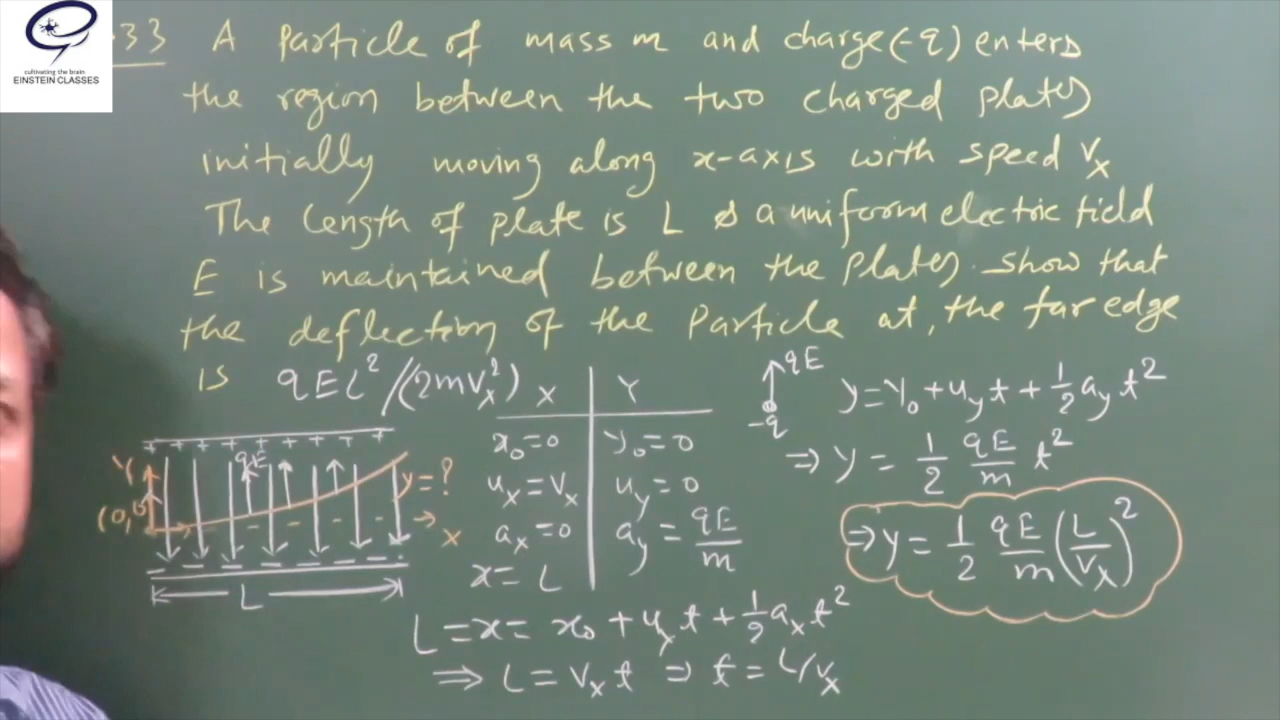 cultivating the brain
EINSTEIN CLASSES
33 A particle of mass m and charge(-q) enters
the region between the two charged plates
initially moving along x-axis with speed Vx
The length of plate is L & a uniform electric field
E is maintained between the plates. show that
the deflection of the particle at, the far edge
is qEL²/(2mVx²)
+ + + + + + + + +
Y qE y=?
(0,0) - - - - X
- - - - - - - - - - -
L
X | Y
x₀=0 | y₀=0
uₓ=Vₓ | u_y=0
aₓ=0 | a_y = qE/m
x=L
L=x= x₀+uₓt+½aₓt²
⇒ L=Vₓt ⇒ t=L/Vₓ
qE
-q
y=y₀+u_yt+½a_yt²
⇒ y = 1/2 qE/m t²
⇒ y = 1/2 qE/m (L/Vₓ)²